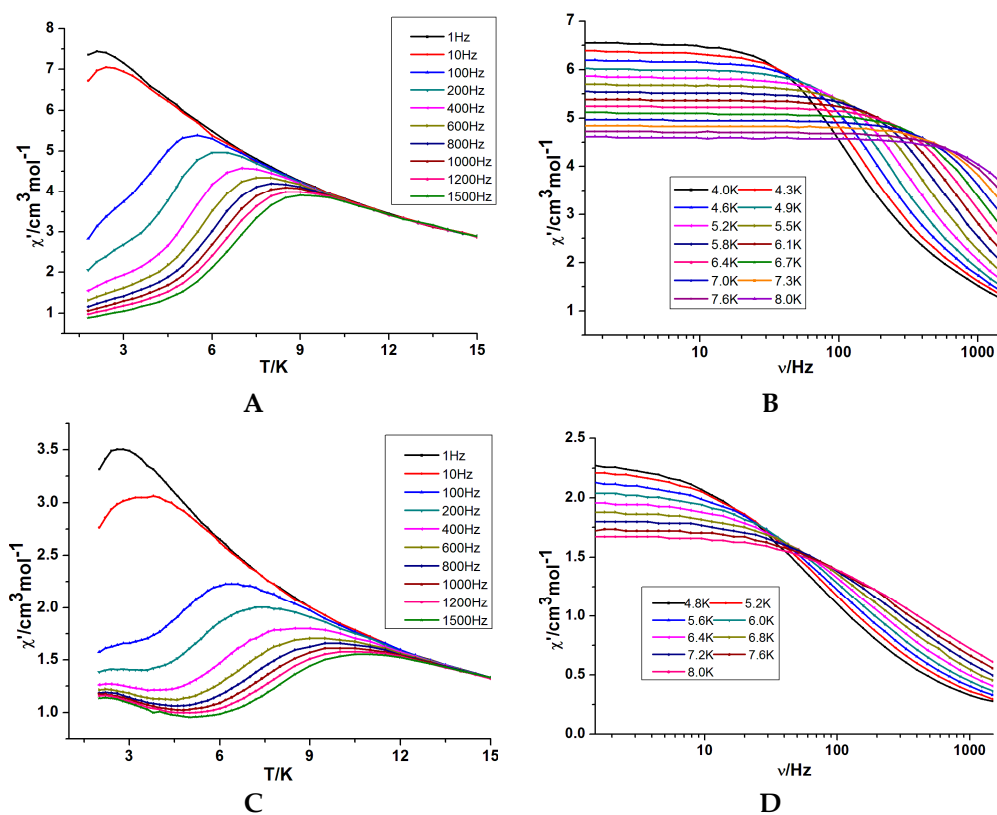 8
7
6
5
4
3
2
1
χ'/cm³mol⁻¹
3 6 9 12 15
T/K
1Hz
10Hz
100Hz
200Hz
400Hz
600Hz
800Hz
1000Hz
1200Hz
1500Hz
A
7
6
5
4
3
2
1
χ'/cm³mol⁻¹
10 100 1000
ν/Hz
4.0K 4.3K
4.6K 4.9K
5.2K 5.5K
5.8K 6.1K
6.4K 6.7K
7.0K 7.3K
7.6K 8.0K
B
3.5
3.0
2.5
2.0
1.5
1.0
χ'/cm³mol⁻¹
3 6 9 12 15
T/K
1Hz
10Hz
100Hz
200Hz
400Hz
600Hz
800Hz
1000Hz
1200Hz
1500Hz
C
2.5
2.0
1.5
1.0
0.5
0.0
χ'/cm³mol⁻¹
10 100 1000
ν/Hz
4.8K 5.2K
5.6K 6.0K
6.4K 6.8K
7.2K 7.6K
8.0K
D